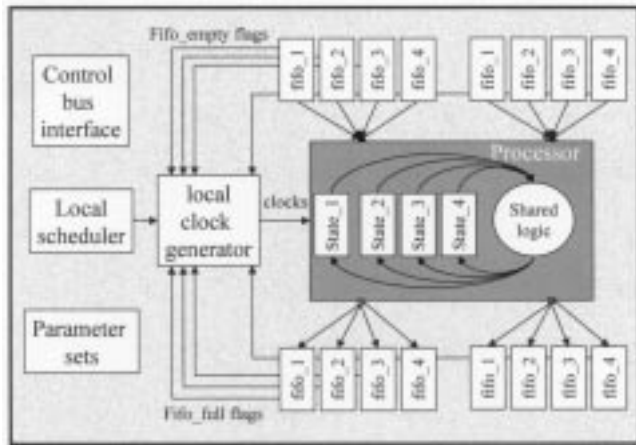 Fifo_empty flags
fifo_1
fifo_2
fifo_3
fifo_4
fifo_1
fifo_2
fifo_3
fifo_4
Control
bus
interface
Processor
Local
scheduler
local
clock
generator
clocks
State_1
State_2
State_3
State_4
Shared
logic
Parameter
sets
fifo_1
fifo_2
fifo_3
fifo_4
fifo_1
fifo_2
fifo_3
fifo_4
Fifo_full flags